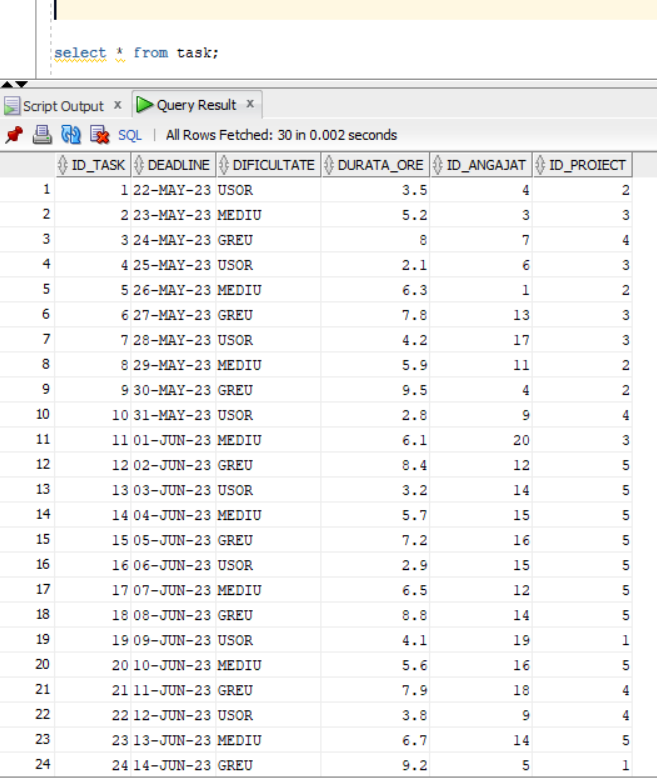 select * from task;
Script Output x Query Result x
SQL | All Rows Fetched: 30 in 0.002 seconds
ID_TASK DEADLINE DIFICULTATE DURATA_ORE ID_ANGAJAT ID_PROIECT
1 1 22-MAY-23 USOR 3.5 4 2
2 2 23-MAY-23 MEDIU 5.2 3 3
3 3 24-MAY-23 GREU 8 7 4
4 4 25-MAY-23 USOR 2.1 6 3
5 5 26-MAY-23 MEDIU 6.3 1 2
6 6 27-MAY-23 GREU 7.8 13 3
7 7 28-MAY-23 USOR 4.2 17 3
8 8 29-MAY-23 MEDIU 5.9 11 2
9 9 30-MAY-23 GREU 9.5 4 2
10 10 31-MAY-23 USOR 2.8 9 4
11 11 01-JUN-23 MEDIU 6.1 20 3
12 12 02-JUN-23 GREU 8.4 12 5
13 13 03-JUN-23 USOR 3.2 14 5
14 14 04-JUN-23 MEDIU 5.7 15 5
15 15 05-JUN-23 GREU 7.2 16 5
16 16 06-JUN-23 USOR 2.9 15 5
17 17 07-JUN-23 MEDIU 6.5 12 5
18 18 08-JUN-23 GREU 8.8 14 5
19 19 09-JUN-23 USOR 4.1 19 1
20 20 10-JUN-23 MEDIU 5.6 16 5
21 21 11-JUN-23 GREU 7.9 18 4
22 22 12-JUN-23 USOR 3.8 9 4
23 23 13-JUN-23 MEDIU 6.7 14 5
24 24 14-JUN-23 GREU 9.2 5 1